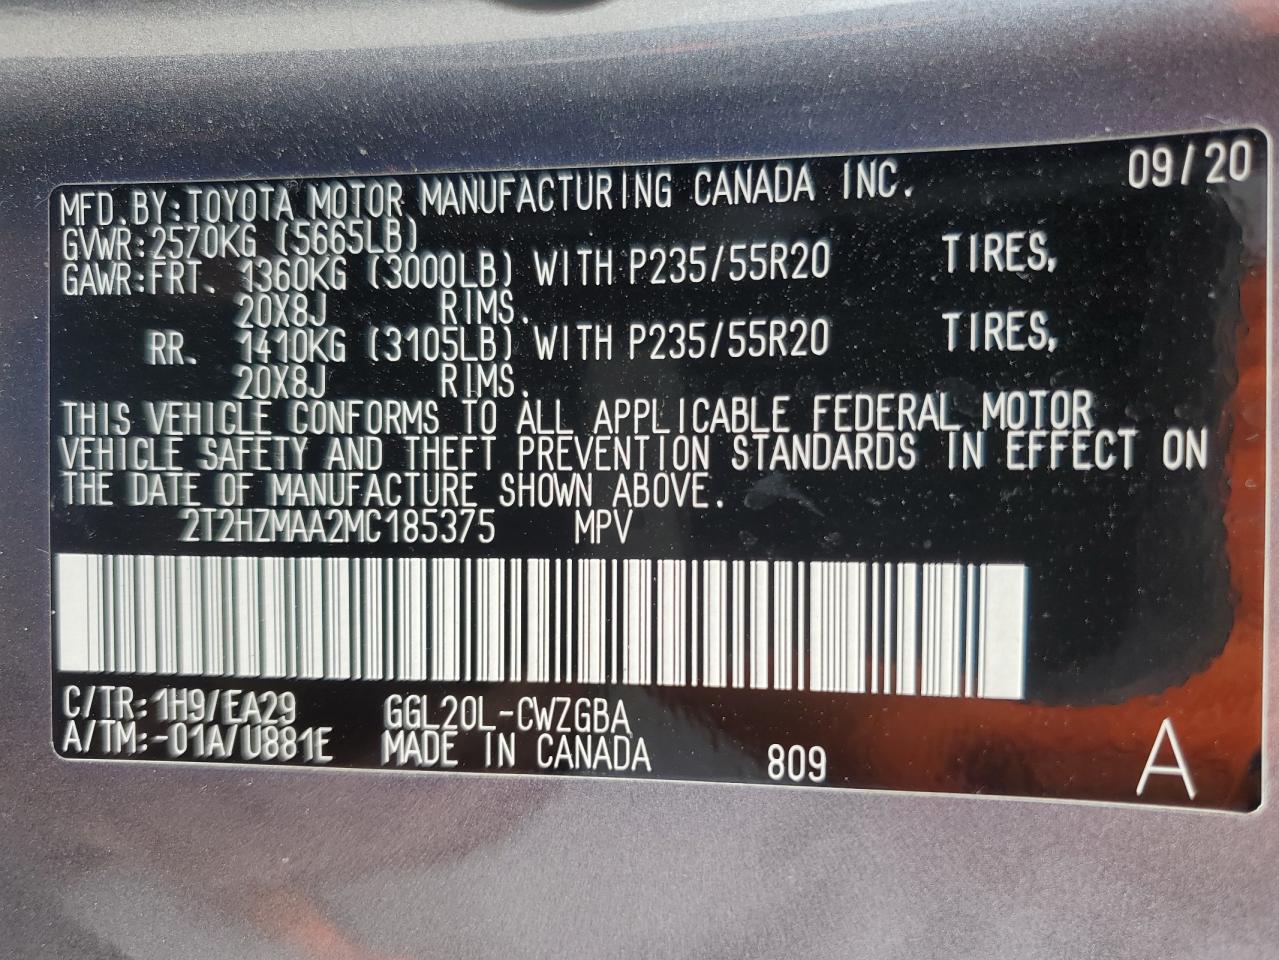 09/20
MFD. BY: TOYOTA MOTOR MANUFACTURING CANADA INC.
GVWR: 2570KG (5665LB)
GAWR: FRT. 1360KG (3000LB) WITH P235/55R20 TIRES,
20X8J RIMS.
RR. 1410KG (3105LB) WITH P235/55R20 TIRES,
20X8J RIMS.
THIS VEHICLE CONFORMS TO ALL APPLICABLE FEDERAL MOTOR
VEHICLE SAFETY AND THEFT PREVENTION STANDARDS IN EFFECT ON
THE DATE OF MANUFACTURE SHOWN ABOVE.
2T2HZMAA2MC185375 MPV
C/TR: 1H9/EA29 GGL20L-CWZGBA
A/TM: -01A/U881E MADE IN CANADA 809 A